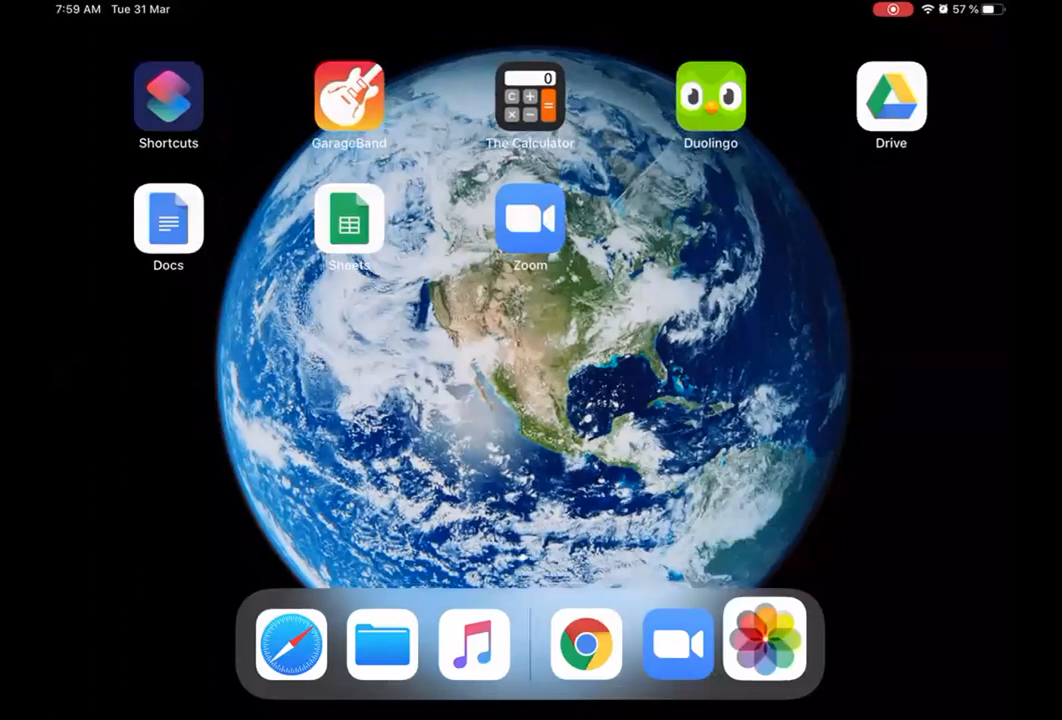 7:59 AM Tue 31 Mar 57 %
0
C +
× − =
Shortcuts GarageBand The Calculator Duolingo Drive
Docs Sheets Zoom